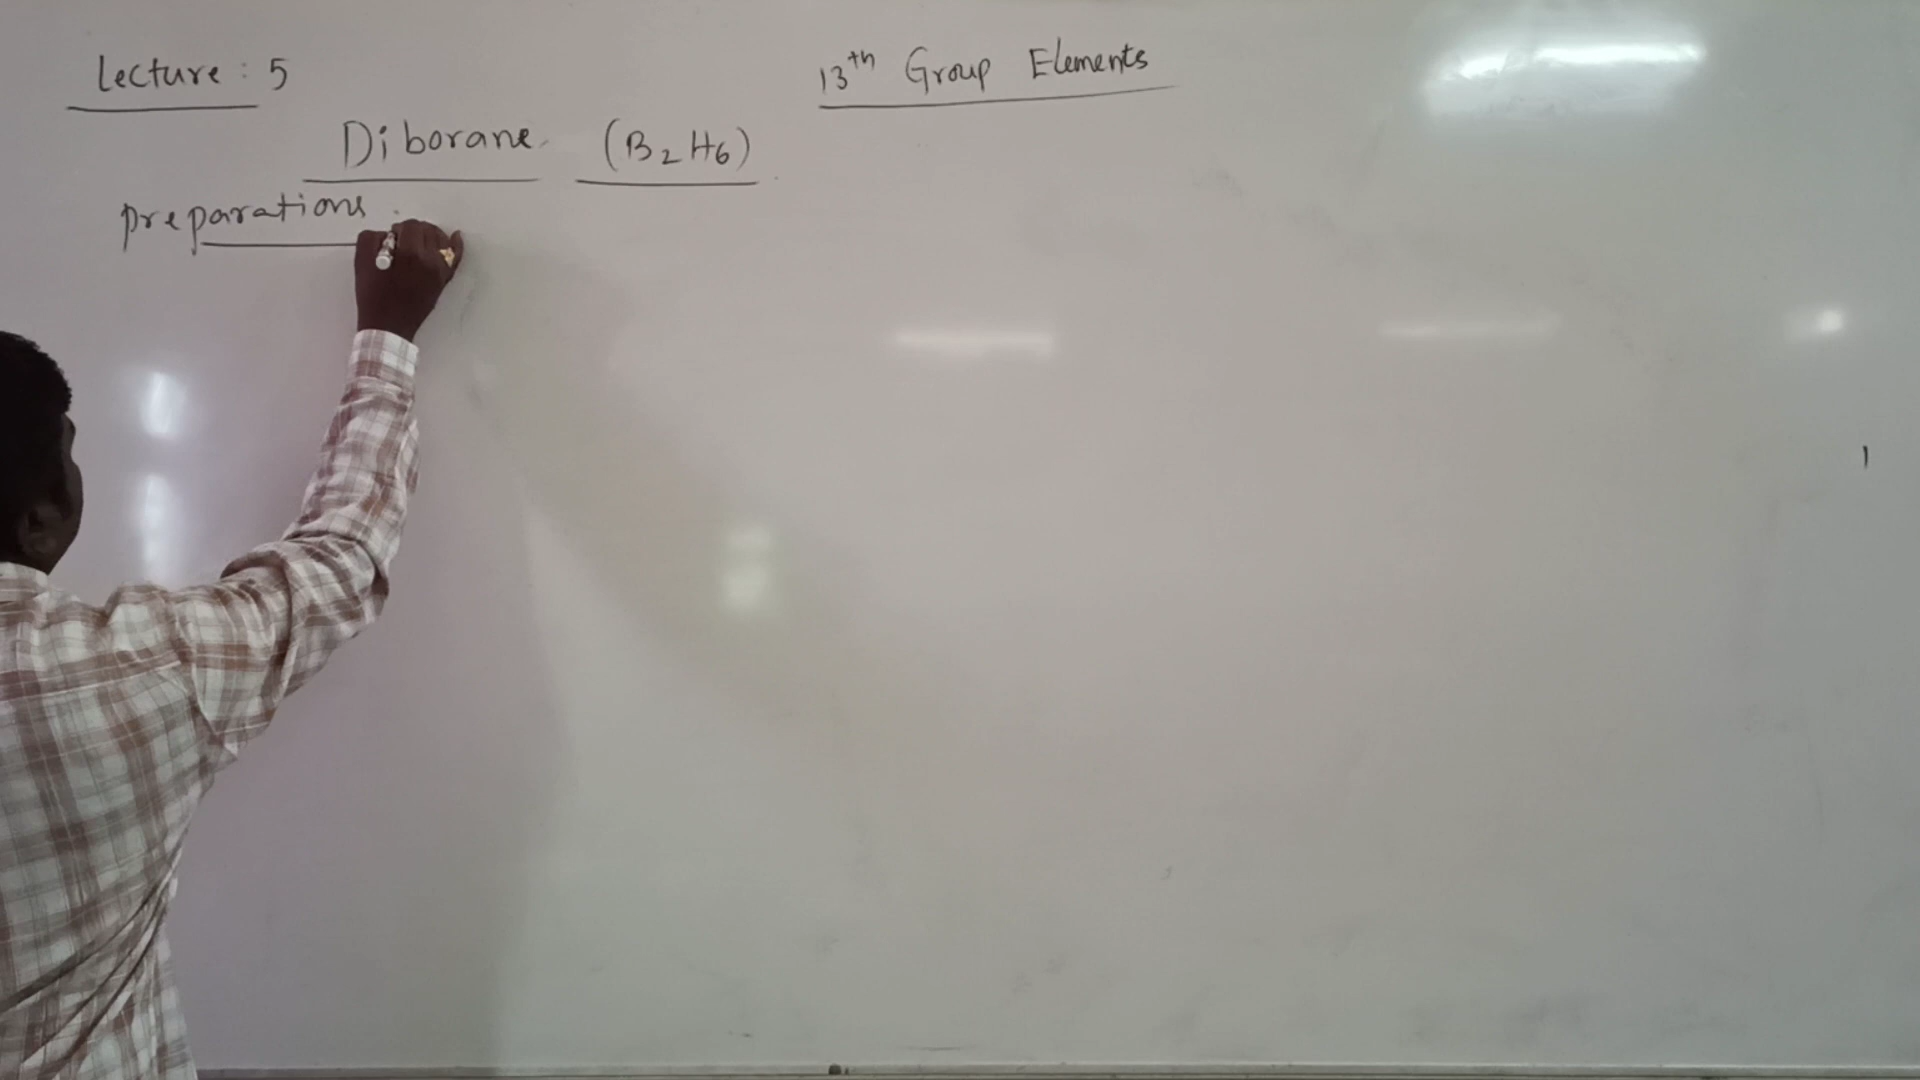 Lecture : 5
13th Group Elements
Diborane (B2H6)
preparations :